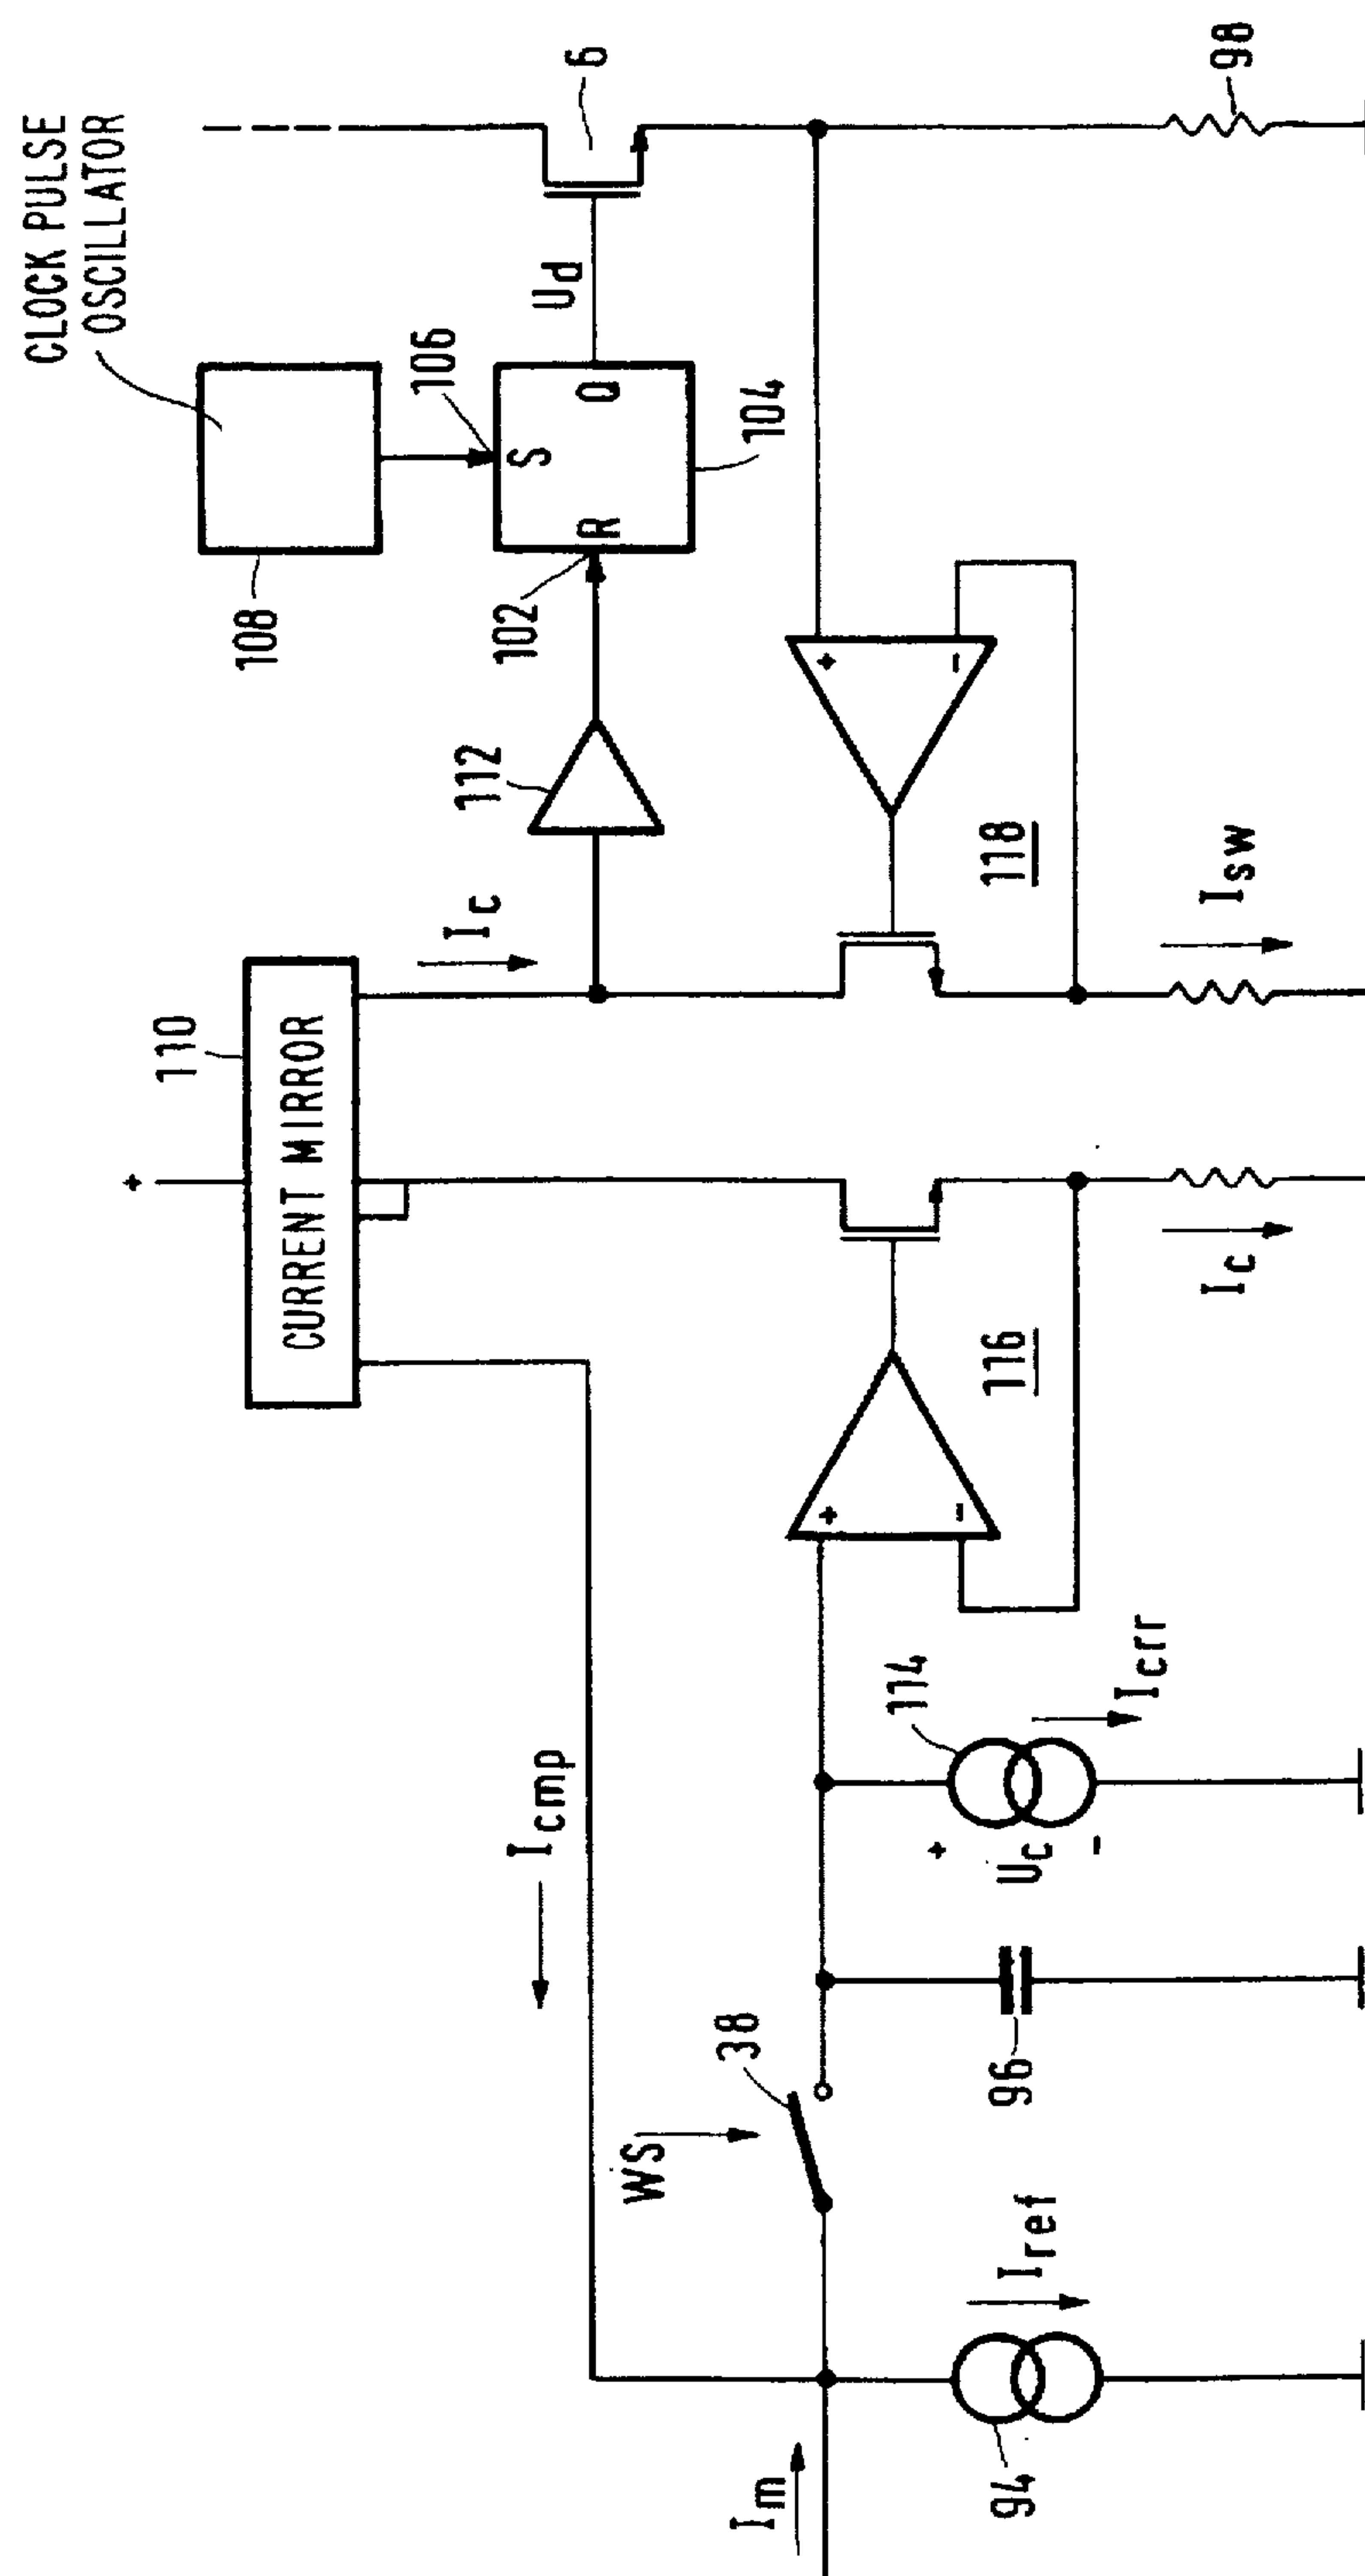 CLOCK PULSE
OSCILLATOR
108
106
S
R
Q
102
104
Ud
6
98
110
+
CURRENT MIRROR
Ic
112
+
-
118
Isw
Icmp
+
-
116
Ic
WS
38
96
+
Uc
-
114
Icrr
Im
94
Iref